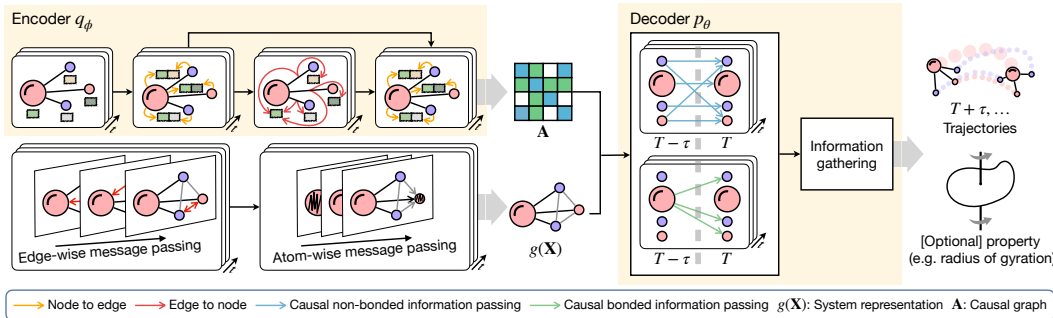 Encoder qϕ
Decoder pθ
τ
τ
τ
τ
A
T − τ
T
T + τ, …
Trajectories
Information
gathering
τ
τ
Edge-wise message passing
Atom-wise message passing
g(X)
T − τ
T
[Optional] property
(e.g. radius of gyration)
Node to edge
Edge to node
Causal non-bonded information passing
Causal bonded information passing
g(X): System representation
A: Causal graph